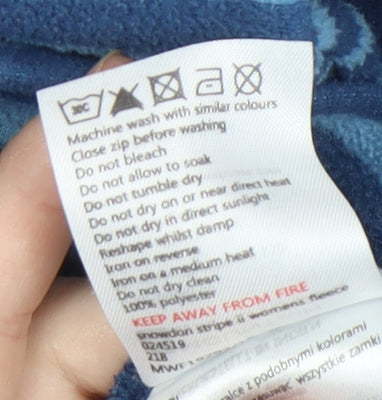 30C
Machine wash with similar colours
Close zip before washing
Do not bleach
Do not allow to soak
Do not tumble dry
Do not dry on or near direct heat
Do not dry in direct sunlight
Reshape whilst damp
Iron on reverse
Iron on a medium heat
Do not dry clean
100% polyester
KEEP AWAY FROM FIRE
snowdon stripe ii womens fleece
024519
218
z podobnymi kolorami
wszystkie zamki